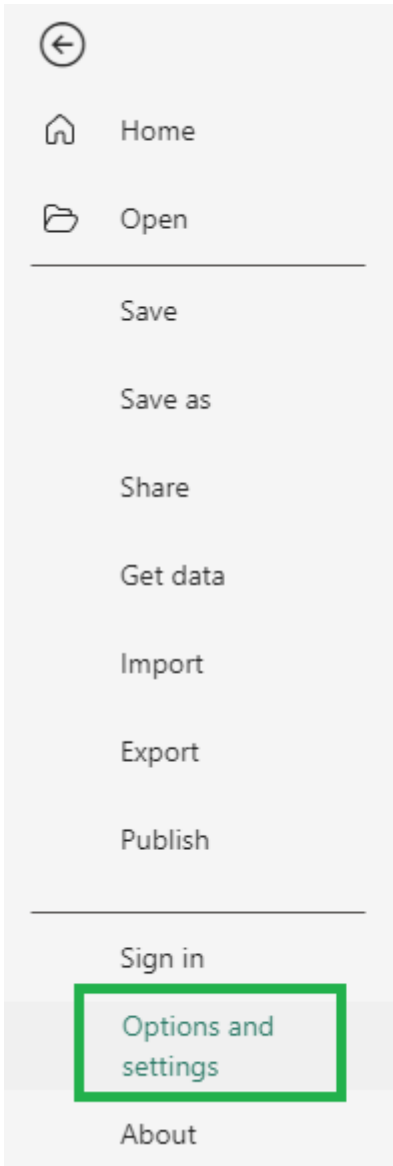 Home
Open
Save
Save as
Share
Get data
Import
Export
Publish
Sign in
Options and
settings
About